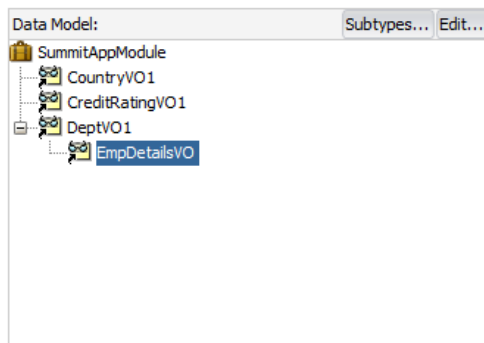 Data Model: Subtypes... Edit...
SummitAppModule
CountryVO1
CreditRatingVO1
DeptVO1
EmpDetailsVO